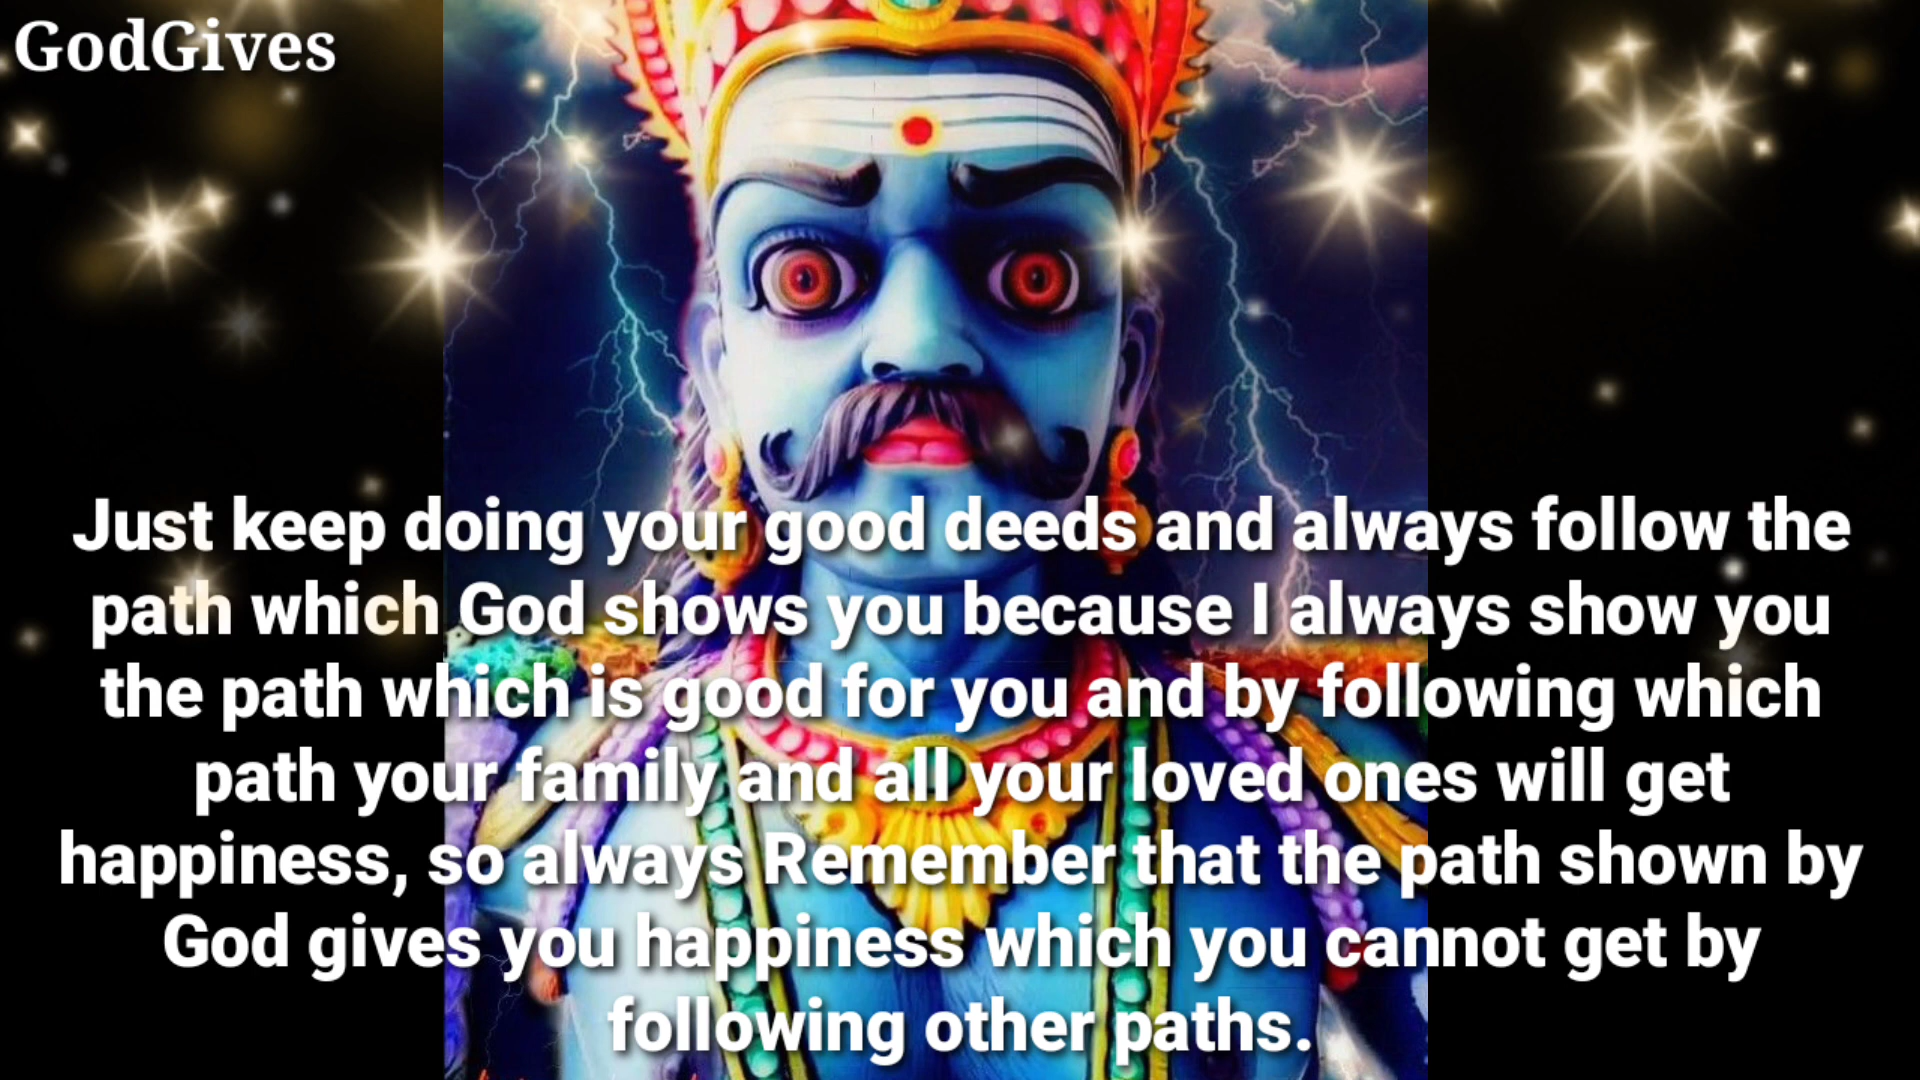 GodGives
Just keep doing your good deeds and always follow the
path which God shows you because I always show you
the path which is good for you and by following which
path your family and all your loved ones will get
happiness, so always Remember that the path shown by
God gives you happiness which you cannot get by
following other paths.